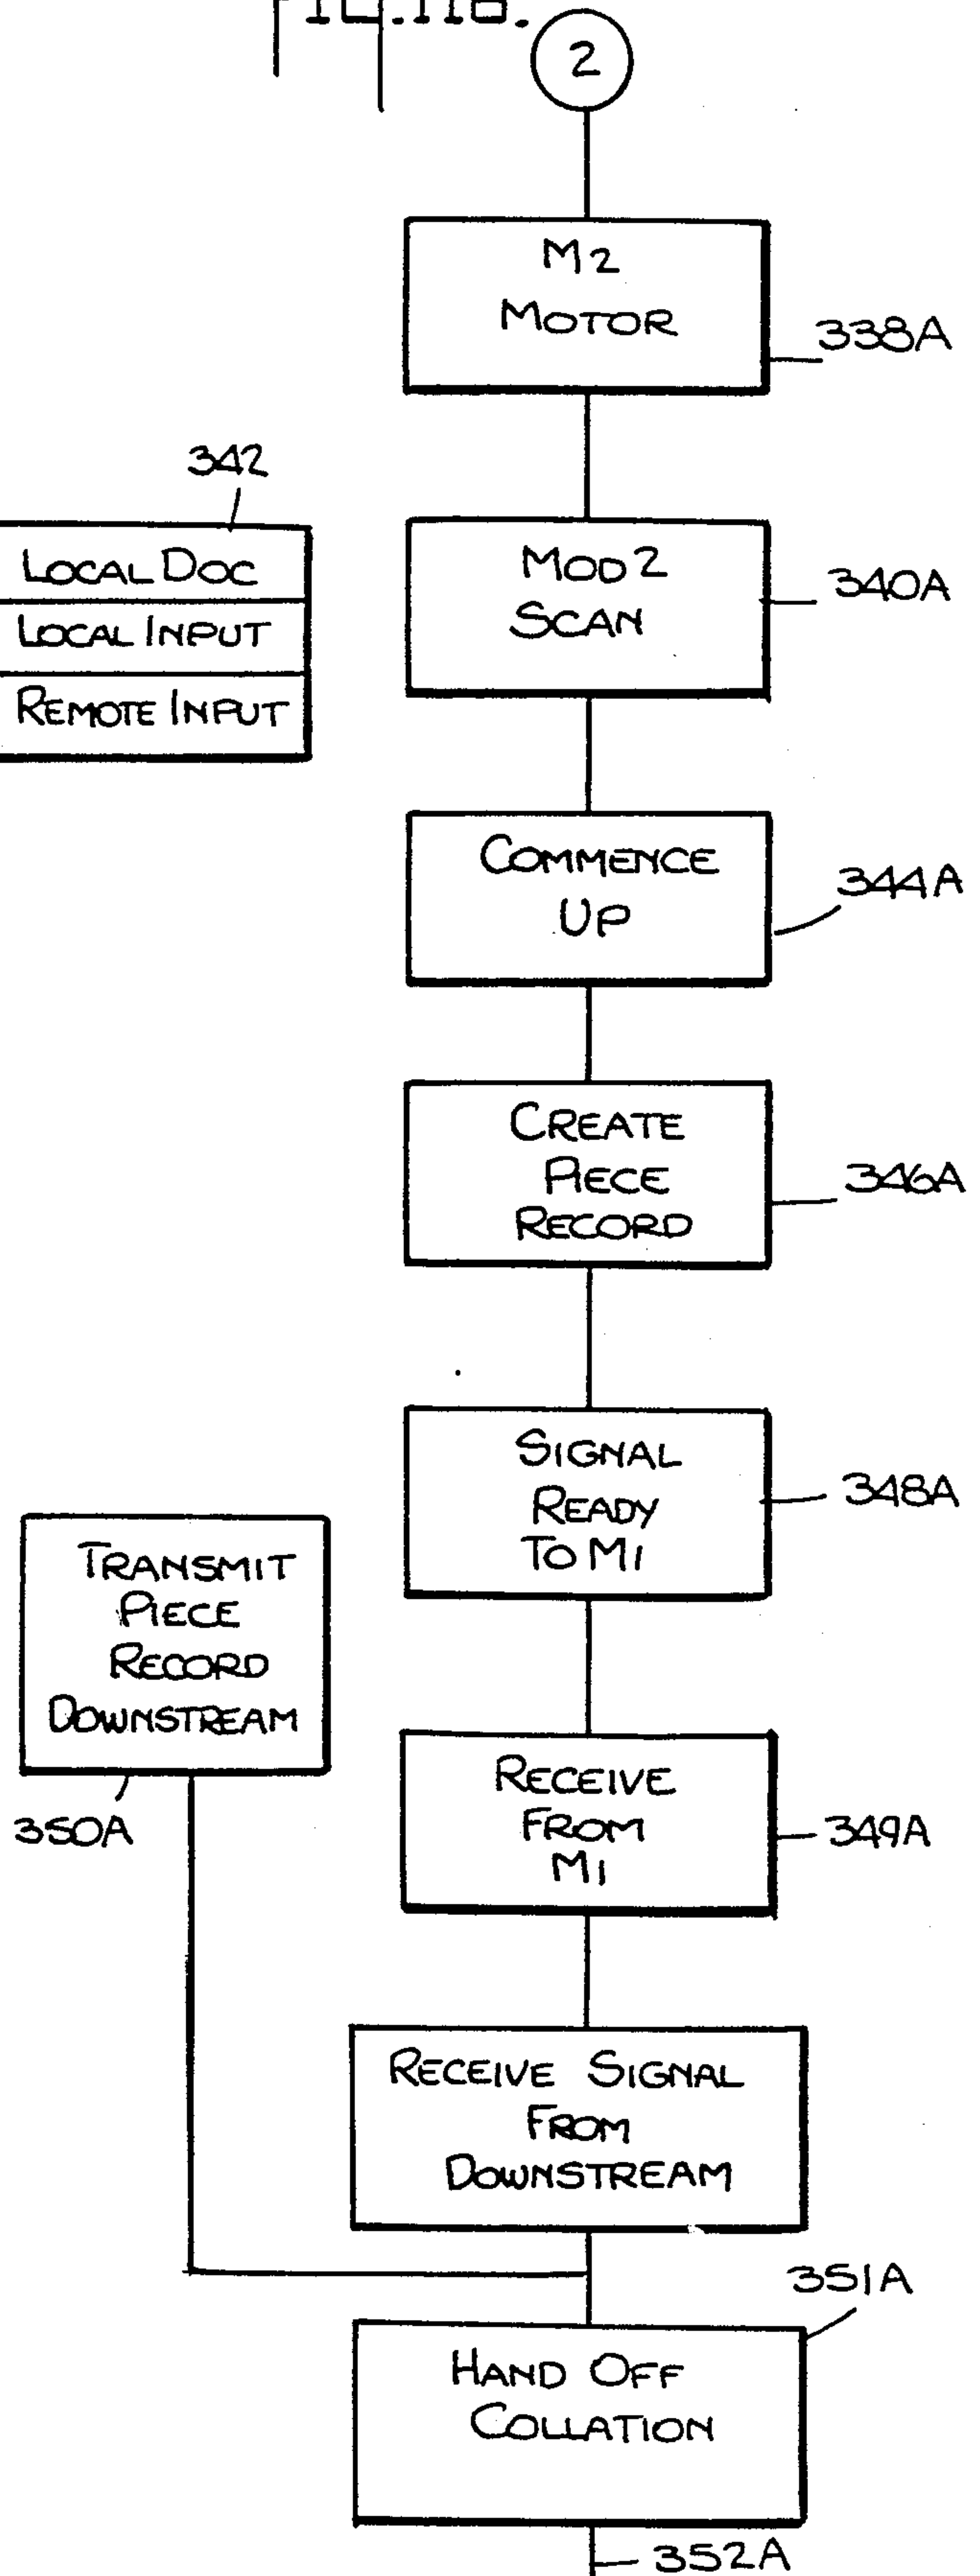 FIG.11B.
2
M2
MOTOR
338A
342
LOCAL DOC
LOCAL INPUT
REMOTE INPUT
MOD 2
SCAN
340A
COMMENCE
UP
344A
CREATE
PIECE
RECORD
346A
SIGNAL
READY
TO M1
348A
TRANSMIT
PIECE
RECORD
DOWNSTREAM
350A
RECEIVE
FROM
M1
349A
RECEIVE SIGNAL
FROM
DOWNSTREAM
351A
HAND OFF
COLLATION
352A